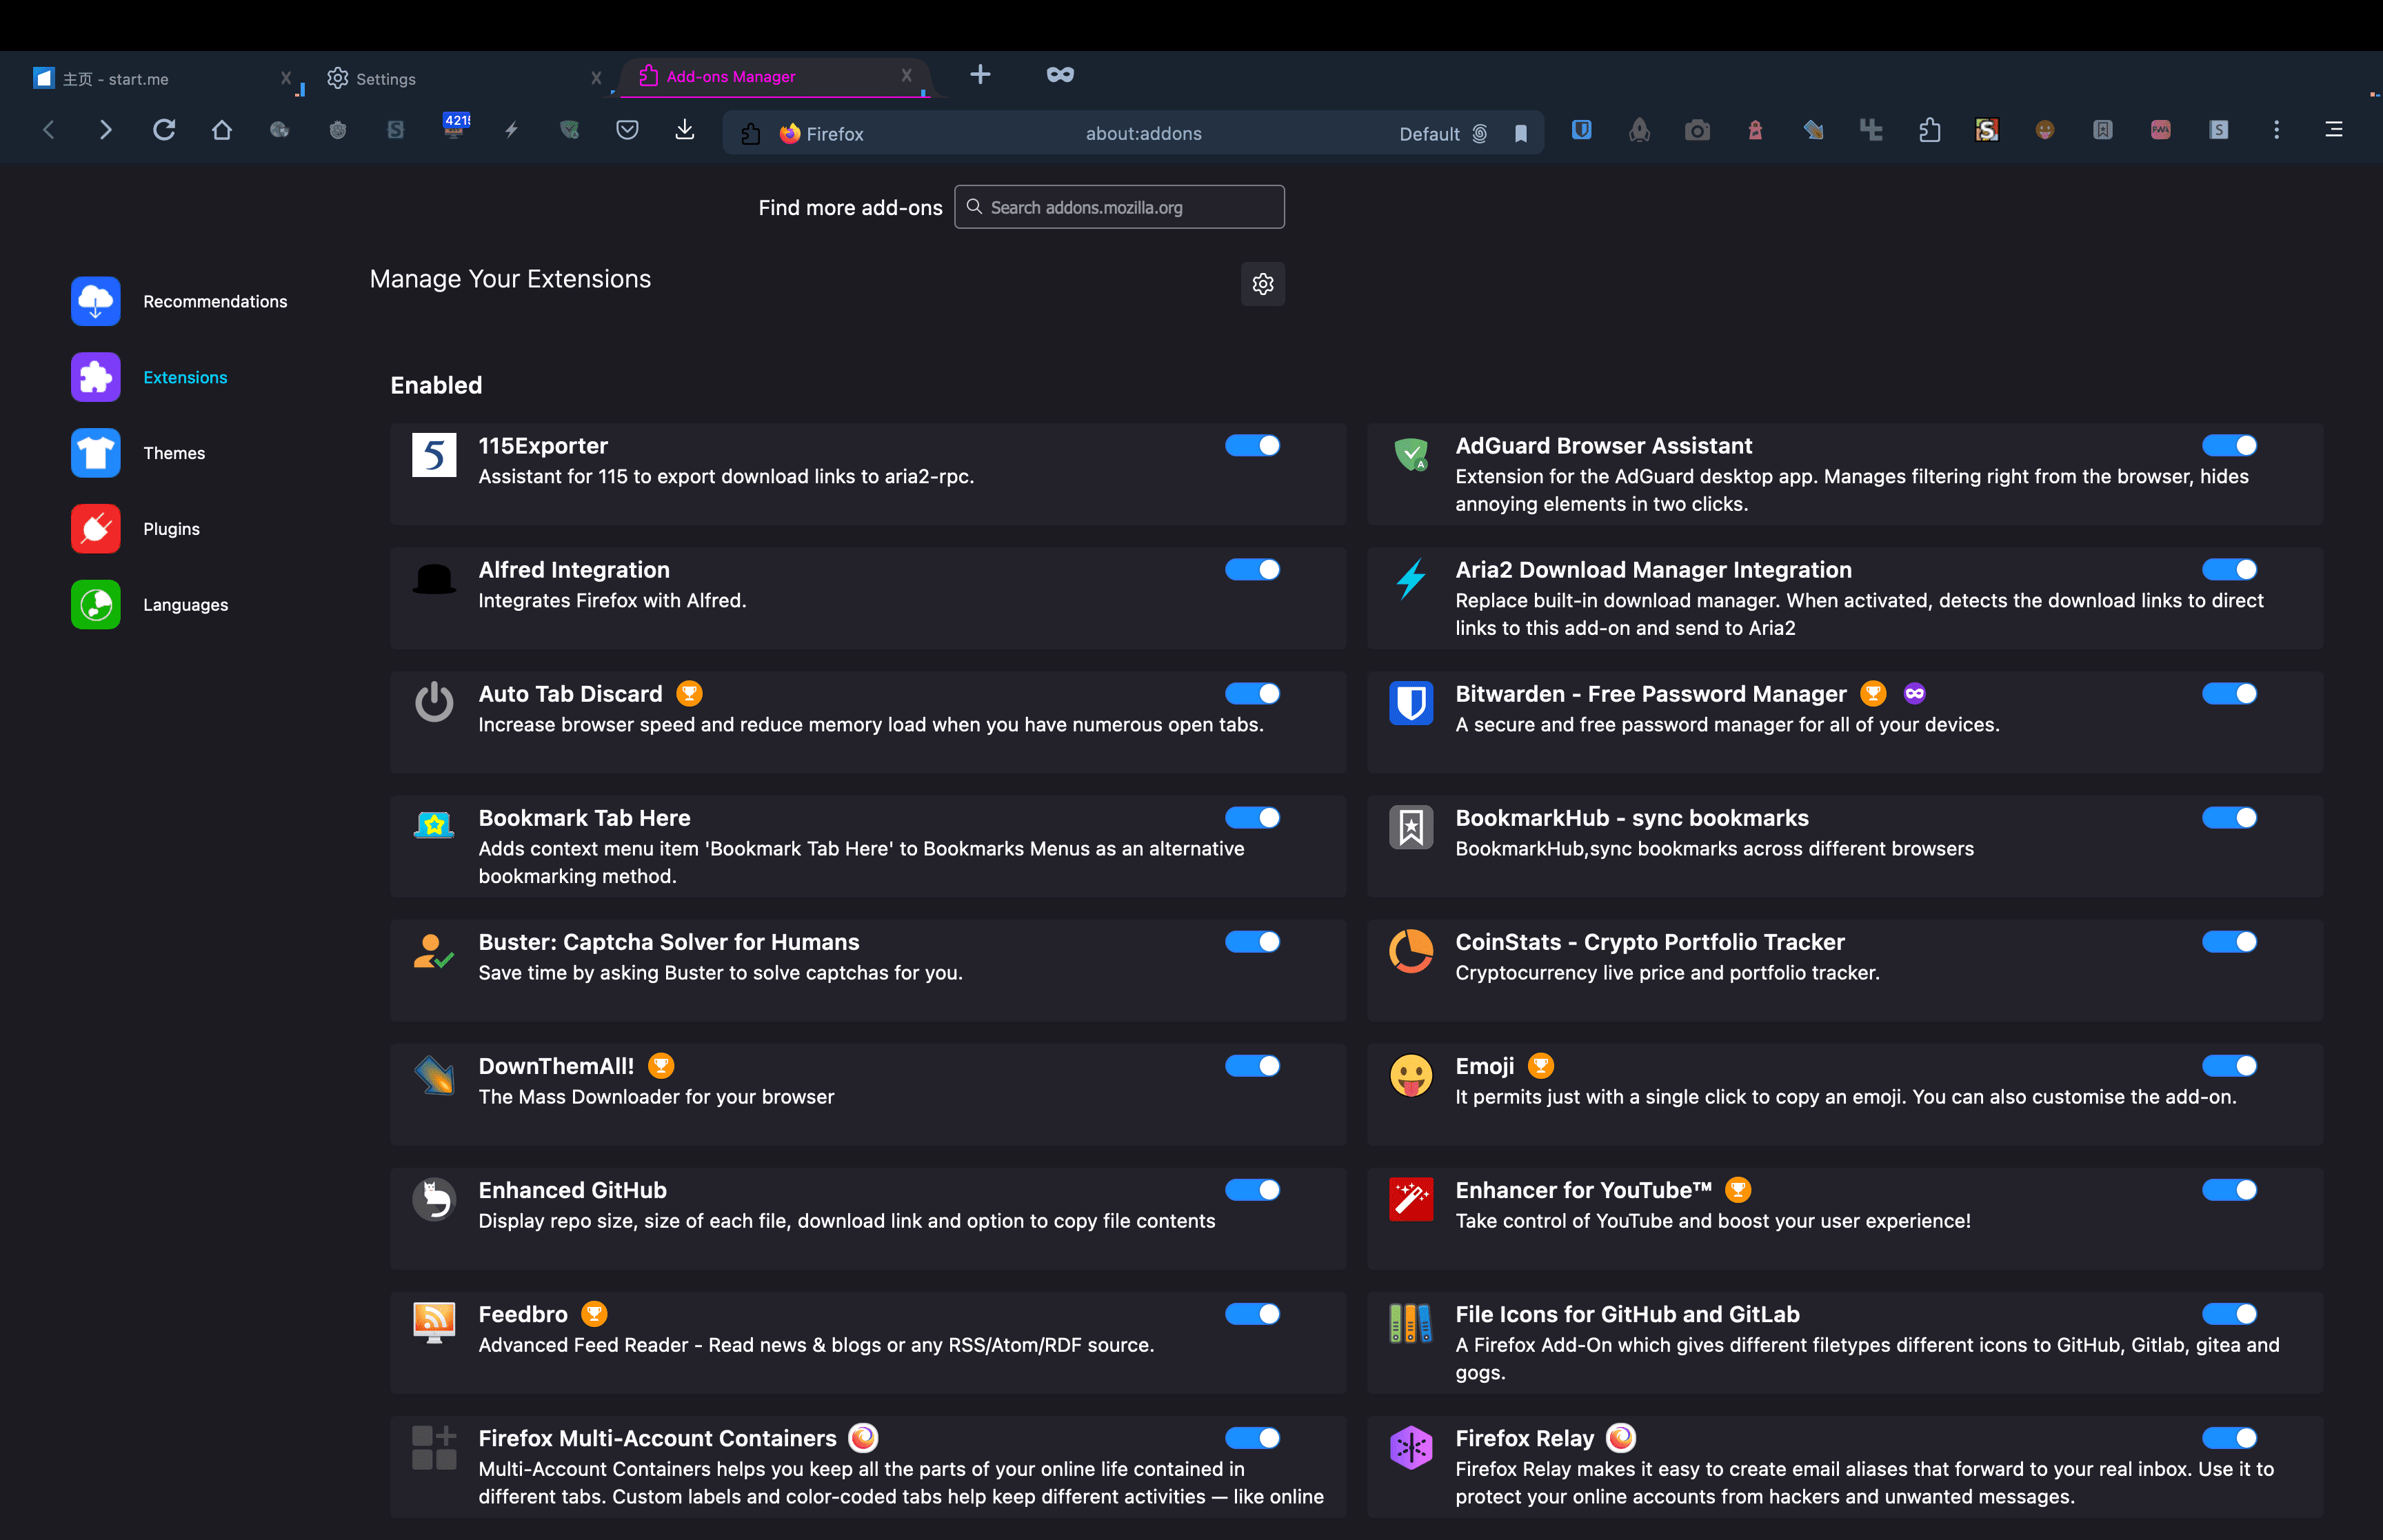 主页 - start.me
Settings
Add-ons Manager
Firefox
about:addons
Default
Find more add-ons
Search addons.mozilla.org
Manage Your Extensions
Recommendations
Extensions
Themes
Plugins
Languages
Enabled
115Exporter
Assistant for 115 to export download links to aria2-rpc.
AdGuard Browser Assistant
Extension for the AdGuard desktop app. Manages filtering right from the browser, hides
annoying elements in two clicks.
Alfred Integration
Integrates Firefox with Alfred.
Aria2 Download Manager Integration
Replace built-in download manager. When activated, detects the download links to direct
links to this add-on and send to Aria2
Auto Tab Discard
Increase browser speed and reduce memory load when you have numerous open tabs.
Bitwarden - Free Password Manager
A secure and free password manager for all of your devices.
Bookmark Tab Here
Adds context menu item 'Bookmark Tab Here' to Bookmarks Menus as an alternative
bookmarking method.
BookmarkHub - sync bookmarks
BookmarkHub,sync bookmarks across different browsers
Buster: Captcha Solver for Humans
Save time by asking Buster to solve captchas for you.
CoinStats - Crypto Portfolio Tracker
Cryptocurrency live price and portfolio tracker.
DownThemAll!
The Mass Downloader for your browser
Emoji
It permits just with a single click to copy an emoji. You can also customise the add-on.
Enhanced GitHub
Display repo size, size of each file, download link and option to copy file contents
Enhancer for YouTube™
Take control of YouTube and boost your user experience!
Feedbro
Advanced Feed Reader - Read news & blogs or any RSS/Atom/RDF source.
File Icons for GitHub and GitLab
A Firefox Add-On which gives different filetypes different icons to GitHub, Gitlab, gitea and
gogs.
Firefox Multi-Account Containers
Multi-Account Containers helps you keep all the parts of your online life contained in
different tabs. Custom labels and color-coded tabs help keep different activities — like online
Firefox Relay
Firefox Relay makes it easy to create email aliases that forward to your real inbox. Use it to
protect your online accounts from hackers and unwanted messages.